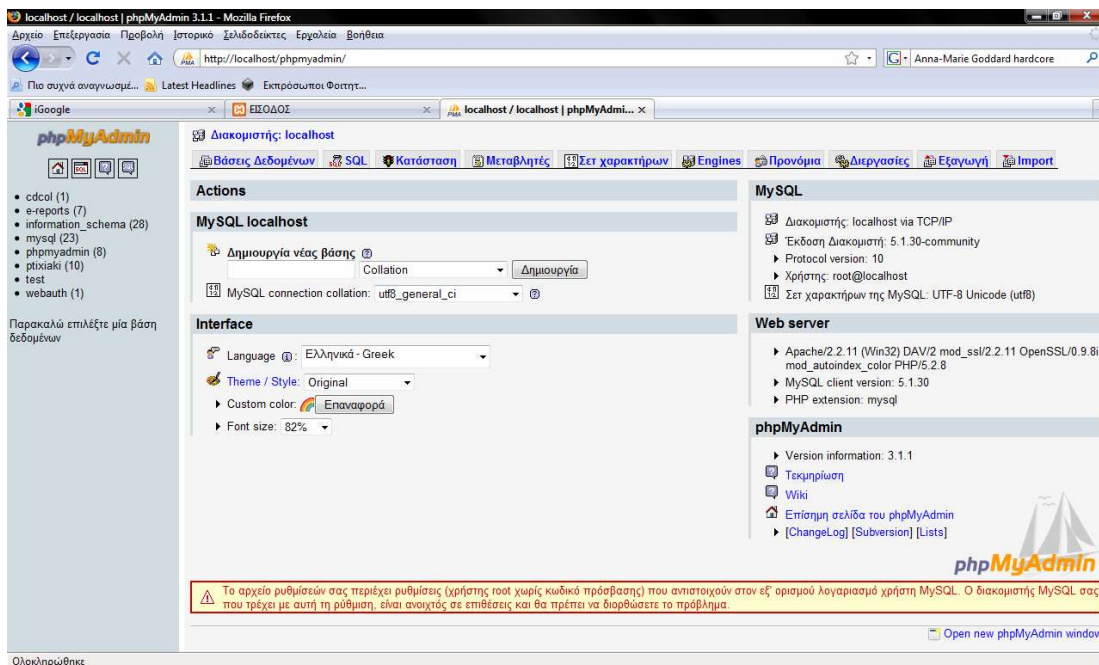 localhost / localhost | phpMyAdmin 3.1.1 - Mozilla Firefox
Αρχείο Επεξεργασία Προβολή Ιστορικό Σελιδοδείκτες Εργαλεία Βοήθεια
http://localhost/phpmyadmin/
Anna-Marie Goddard hardcore
Πιο συχνά αναγνωσμέ... Latest Headlines Εκπρόσωποι Φοιτητ...
iGoogle
ΕΙΣΟΔΟΣ
localhost / localhost | phpMyAdmi...
phpMyAdmin
cdcol (1)
e-reports (7)
information_schema (28)
mysql (23)
phpmyadmin (8)
ptixiaki (10)
test
webauth (1)
Παρακαλώ επιλέξτε μία βάση
δεδομένων
Διακομιστής: localhost
Βάσεις Δεδομένων SQL Κατάσταση Μεταβλητές Σετ χαρακτήρων Engines Προνόμια Διεργασίες Εξαγωγή Import
Actions
MySQL localhost
Δημιουργία νέας βάσης
Collation Δημιουργία
MySQL connection collation: utf8_general_ci
Interface
Language : Ελληνικά - Greek
Theme / Style: Original
Custom color: Επαναφορά
Font size: 82%
MySQL
Διακομιστής: localhost via TCP/IP
Έκδοση Διακομιστή: 5.1.30-community
Protocol version: 10
Χρήστης: root@localhost
Σετ χαρακτήρων της MySQL: UTF-8 Unicode (utf8)
Web server
Apache/2.2.11 (Win32) DAV/2 mod_ssl/2.2.11 OpenSSL/0.9.8i
mod_autoindex_color PHP/5.2.8
MySQL client version: 5.1.30
PHP extension: mysql
phpMyAdmin
Version information: 3.1.1
Τεκμηρίωση
Wiki
Επίσημη σελίδα του phpMyAdmin
[ChangeLog] [Subversion] [Lists]
phpMyAdmin
Το αρχείο ρυθμίσεών σας περιέχει ρυθμίσεις (χρήστης root χωρίς κωδικό πρόσβασης) που αντιστοιχούν στον εξ' ορισμού λογαριασμό χρήστη MySQL. Ο διακομιστής MySQL σας
που τρέχει με αυτή τη ρύθμιση, είναι ανοιχτός σε επιθέσεις και θα πρέπει να διορθώσετε το πρόβλημα.
Open new phpMyAdmin window
Ολοκληρώθηκε